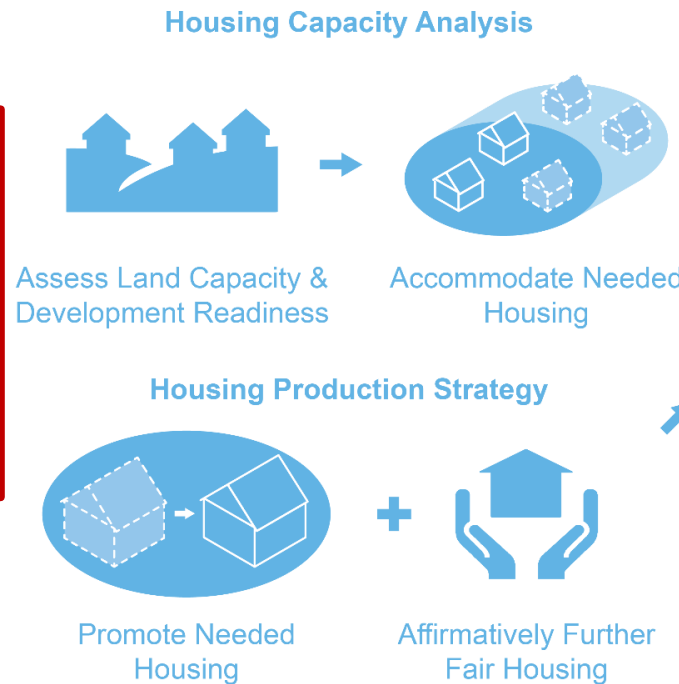 Housing Capacity Analysis
Assess Land Capacity &
Development Readiness
Accommodate Needed
Housing
Housing Production Strategy
Promote Needed
Housing
Affirmatively Further
Fair Housing